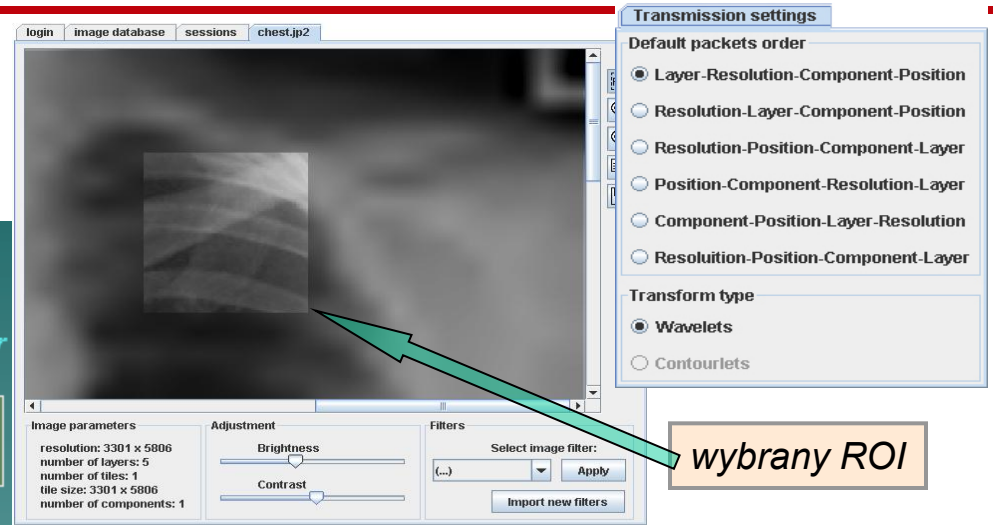 login image database sessions chest.jp2
Image parameters
resolution: 3301 x 5806
number of layers: 5
number of tiles: 1
tile size: 3301 x 5806
number of components: 1
Adjustment
Brightness
Contrast
Filters
Select image filter:
(...)
Apply
Import new filters
Transmission settings
Default packets order
Layer-Resolution-Component-Position
Resolution-Layer-Component-Position
Resolution-Position-Component-Layer
Position-Component-Resolution-Layer
Component-Position-Layer-Resolution
Resoluition-Position-Component-Layer
Transform type
Wavelets
Contourlets
wybrany ROI